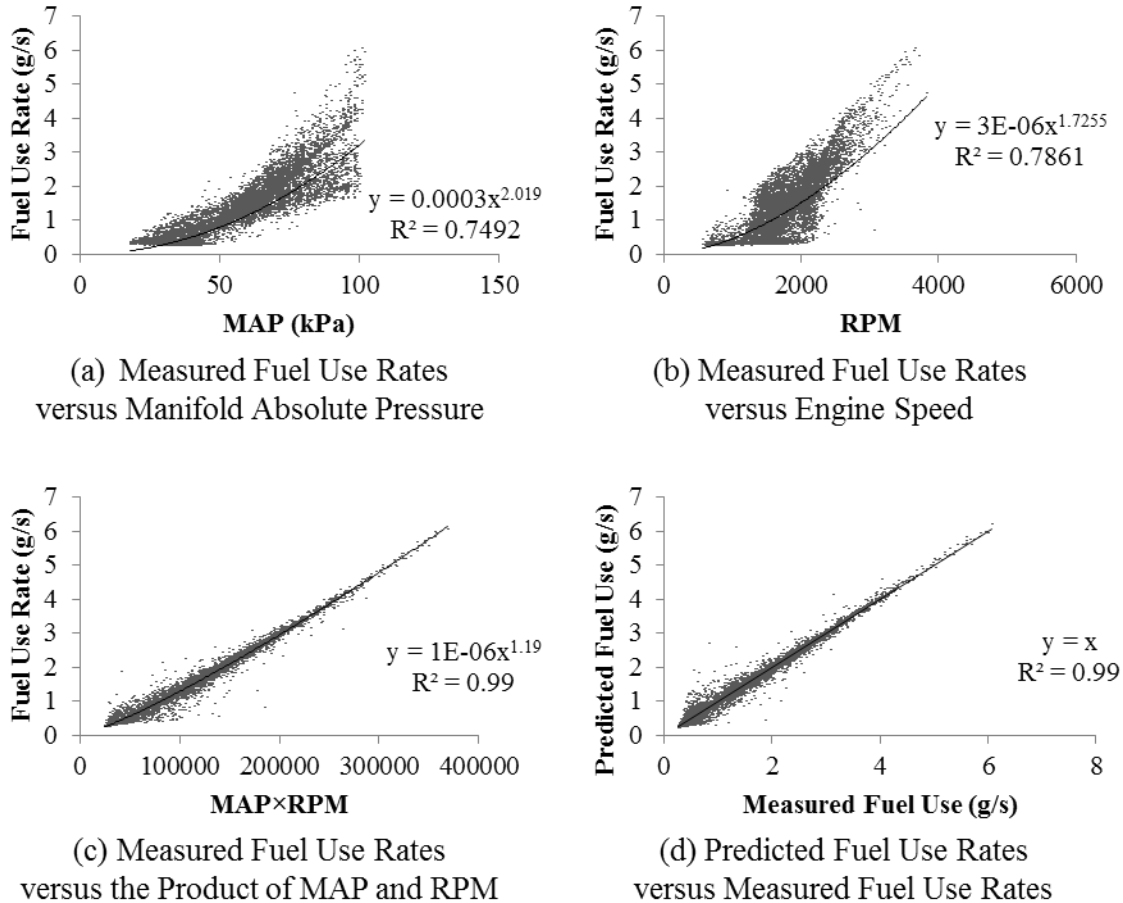 Fuel Use Rate (g/s)
7
6
5
4
3
2
1
0
0 50 100 150
MAP (kPa)
y = 0.0003x^2.019
R² = 0.7492
(a) Measured Fuel Use Rates
versus Manifold Absolute Pressure
Fuel Use Rate (g/s)
7
6
5
4
3
2
1
0
0 2000 4000 6000
RPM
y = 3E-06x^1.7255
R² = 0.7861
(b) Measured Fuel Use Rates
versus Engine Speed
Fuel Use Rate (g/s)
7
6
5
4
3
2
1
0
0 100000 200000 300000 400000
MAP×RPM
y = 1E-06x^1.19
R² = 0.99
(c) Measured Fuel Use Rates
versus the Product of MAP and RPM
Predicted Fuel Use (g/s)
7
6
5
4
3
2
1
0
0 2 4 6 8
Measured Fuel Use (g/s)
y = x
R² = 0.99
(d) Predicted Fuel Use Rates
versus Measured Fuel Use Rates